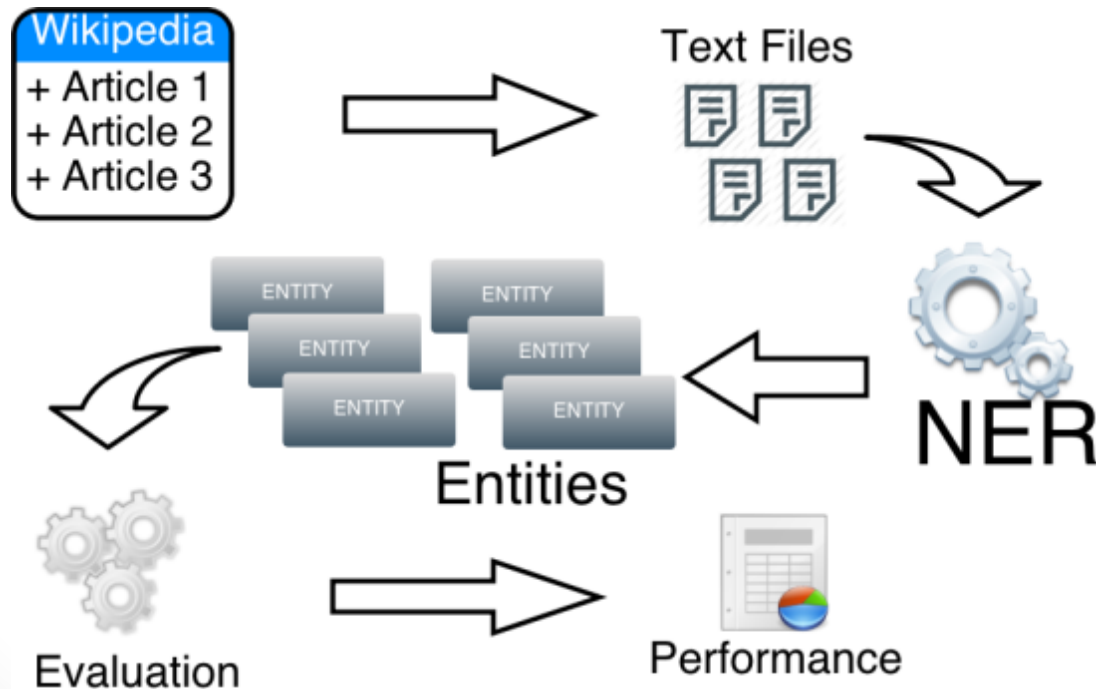 Wikipedia
+ Article 1
+ Article 2
+ Article 3
Text Files
NER
ENTITY
ENTITY
ENTITY
ENTITY
ENTITY
ENTITY
Entities
Evaluation
Performance